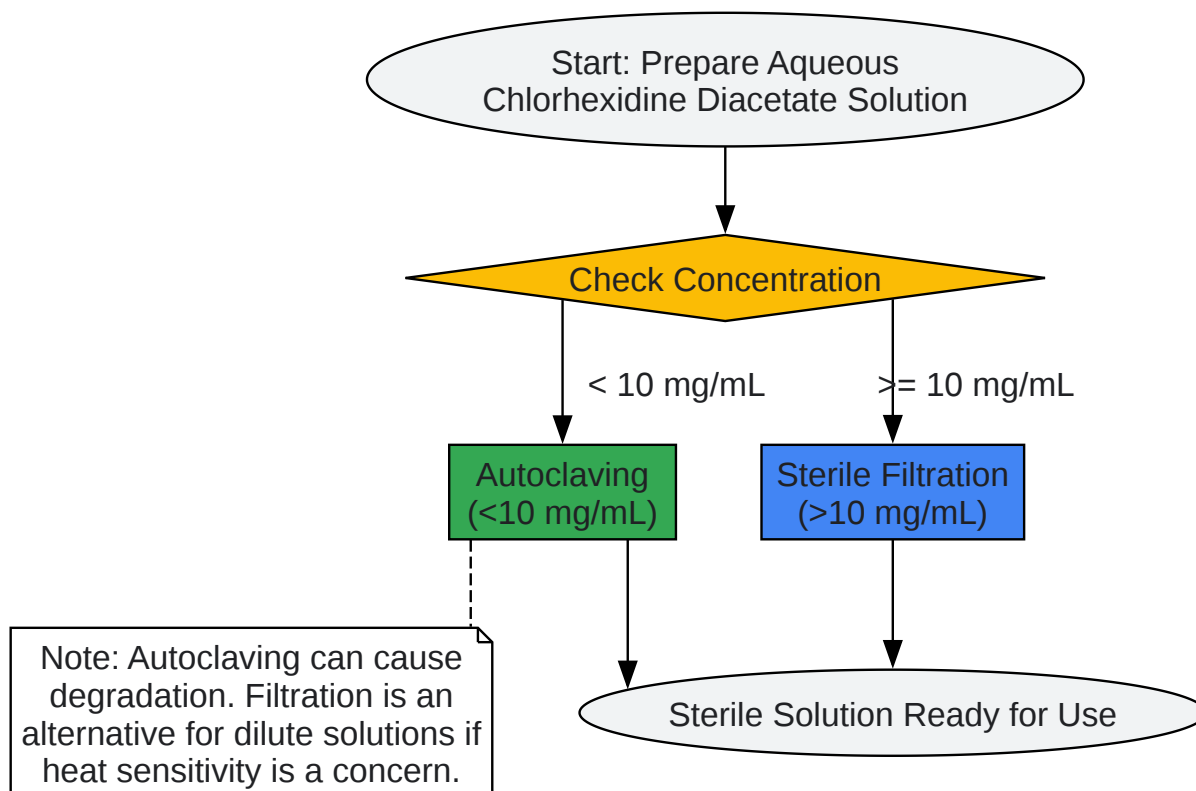 Start: Prepare Aqueous
Chlorhexidine Diacetate Solution
Check Concentration
< 10 mg/mL
>= 10 mg/mL
Autoclaving
(<10 mg/mL)
Sterile Filtration
(>10 mg/mL)
Note: Autoclaving can cause
degradation. Filtration is an
alternative for dilute solutions if
heat sensitivity is a concern.
Sterile Solution Ready for Use